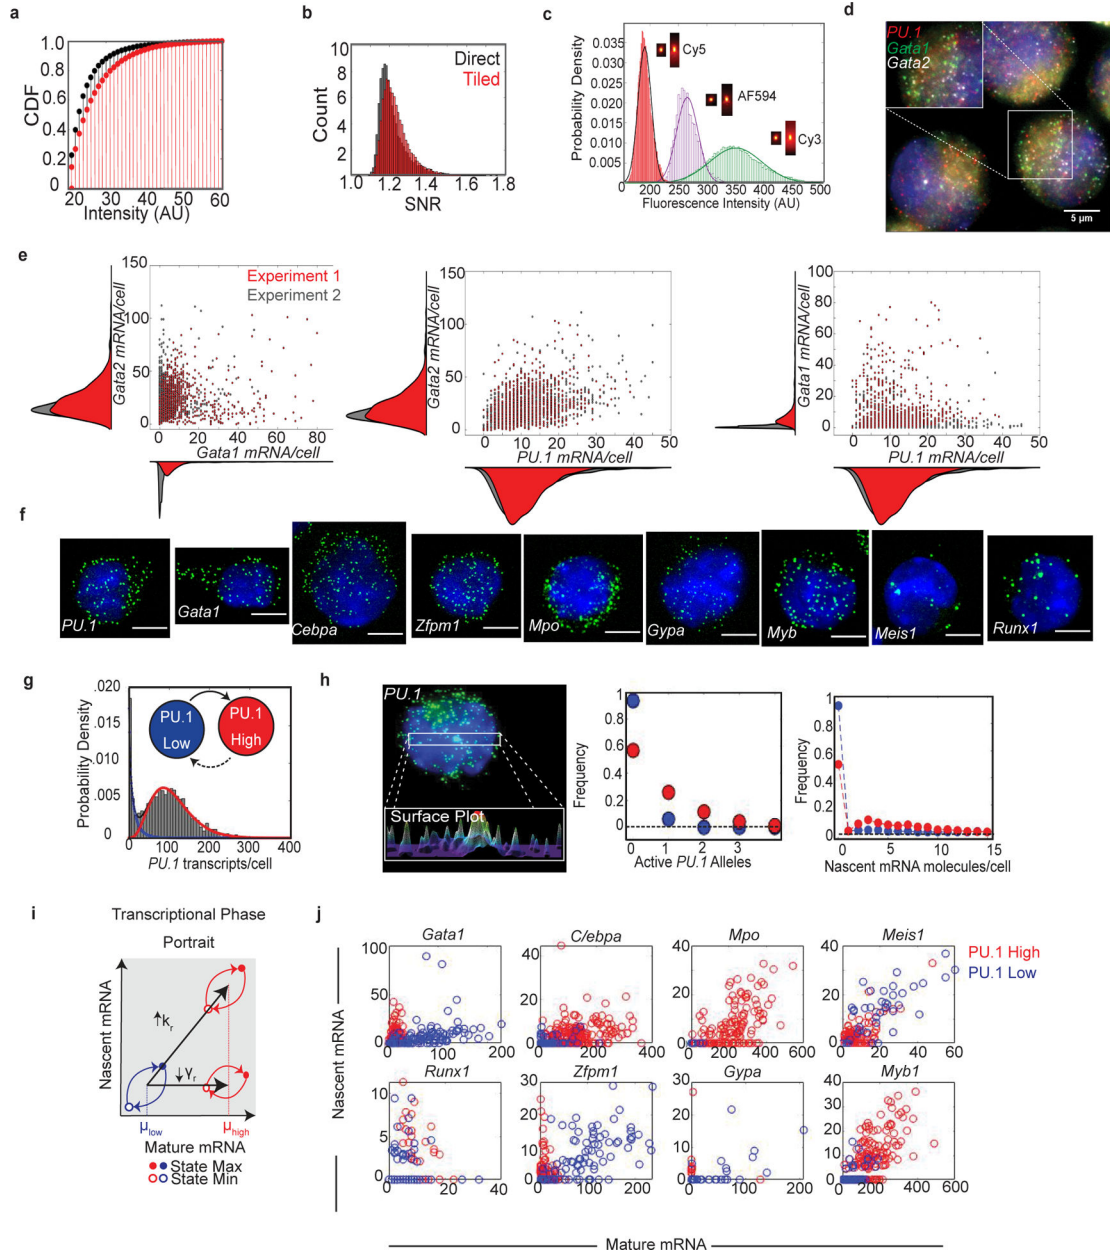 a
CDF
1.0
0.8
0.6
0.4
0.2
0
20 30 40 50 60
Intensity (AU)
b
Count
10
8
6
4
2
Direct
Tiled
1.0 1.2 1.4 1.6 1.8
SNR
c
Probability Density
0.035
0.030
0.025
0.020
0.015
0.010
0.005
Cy5
AF594
Cy3
150 200 250 300 350 400 450 500
Fluorescence Intensity (AU)
d
PU.1
Gata1
Gata2
5 µm
e
Gata2 mRNA/cell
150
100
50
0
Experiment 1
Experiment 2
0 20 40 60 80
Gata1 mRNA/cell
Gata2 mRNA/cell
150
100
50
0
0 10 20 30 40 50
PU.1 mRNA/cell
Gata1 mRNA/cell
100
80
60
40
20
0
0 10 20 30 40 50
PU.1 mRNA/cell
f
PU.1
Gata1
Cebpa
Zfpm1
Mpo
Gypa
Myb
Meis1
Runx1
g
Probability Density
.020
.015
0.010
.005
0
PU.1 Low
PU.1 High
0 100 200 300 400
PU.1 transcripts/cell
h
PU.1
Surface Plot
Frequency
1
0.8
0.6
0.4
0.2
0
0 1 2 3
Active PU.1 Alleles
Frequency
1
0.8
0.6
0.4
0.2
0
0 5 10 15
Nascent mRNA molecules/cell
i
Transcriptional Phase
Portrait
Nascent mRNA
↑kr
↓γr
µlow
µhigh
Mature mRNA
State Max
State Min
j
Nascent mRNA
Gata1
100
50
0
0 100 200
C/ebpa
40
20
0
0 100 200 300 400
Mpo
40
20
0
0 200 400 600
Meis1
40
20
0
0 20 40 60
PU.1 High
PU.1 Low
Runx1
10
5
0
0 20 40
Zfpm1
30
20
10
0
0 100 200
Gypa
30
20
10
0
0 100 200
Myb1
40
30
20
10
0
0 200 400 600
Mature mRNA